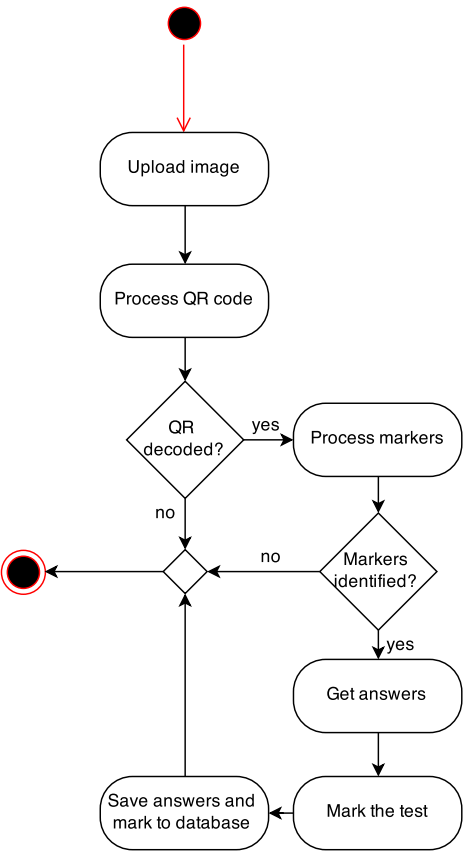 Upload image
Process QR code
QR
decoded?
yes
Process markers
no
no
Markers
identified?
yes
Get answers
Save answers and
mark to database
Mark the test